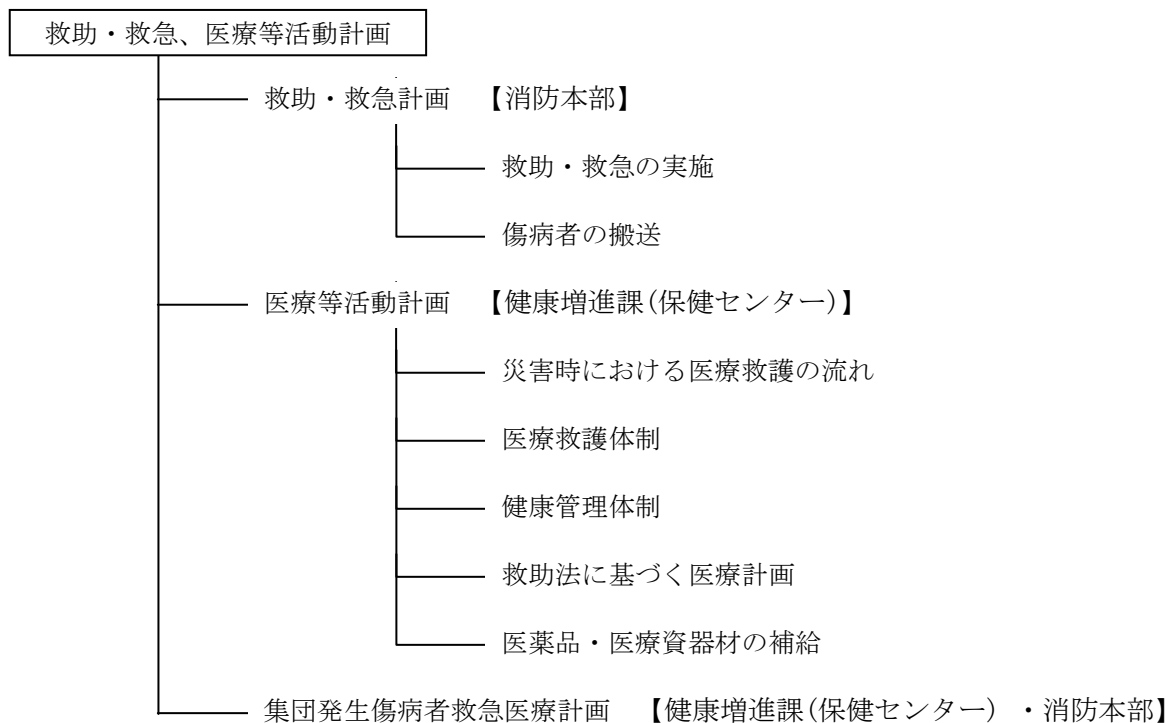 救助・救急、医療等活動計画
救助・救急計画　【消防本部】
救助・救急の実施
傷病者の搬送
医療等活動計画　【健康増進課(保健センター)】
災害時における医療救護の流れ
医療救護体制
健康管理体制
救助法に基づく医療計画
医薬品・医療資器材の補給
集団発生傷病者救急医療計画　【健康増進課(保健センター) ・消防本部】